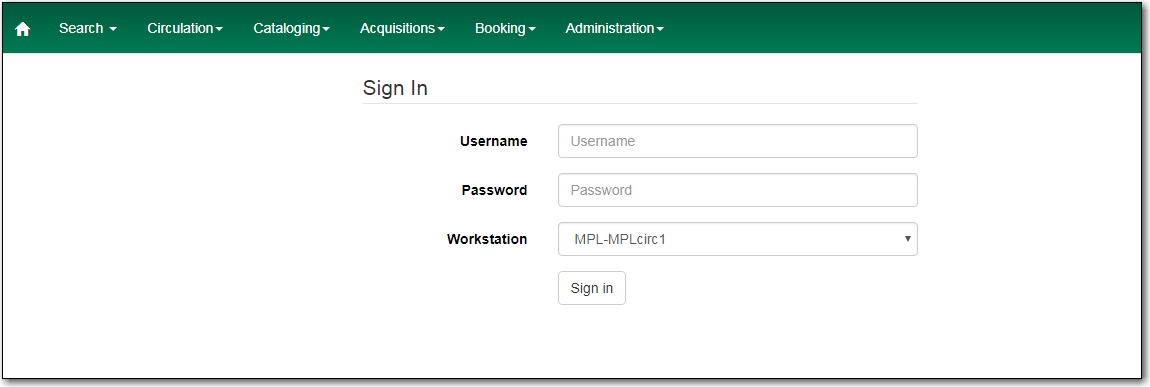 Search Circulation Cataloging Acquisitions Booking Administration
Sign In
Username Username
Password Password
Workstation MPL-MPLcirc1
Sign in